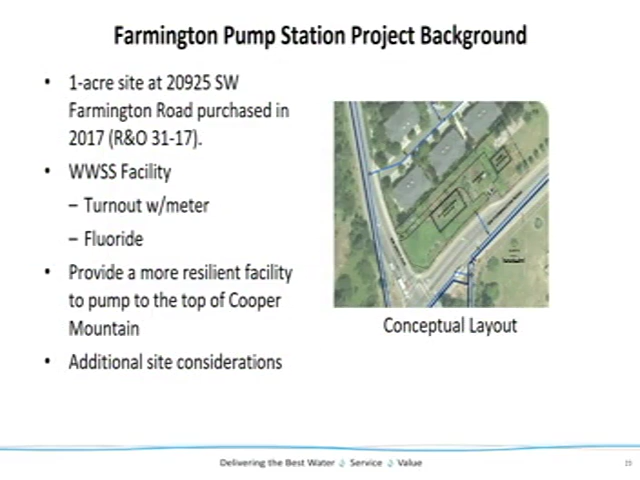 Farmington Pump Station Project Background
• 1-acre site at 20925 SW
Farmington Road purchased in
2017 (R&O 31-17).
• WWSS Facility
– Turnout w/meter
– Fluoride
• Provide a more resilient facility
to pump to the top of Cooper
Mountain
• Additional site considerations
Conceptual Layout
Delivering the Best Water Service Value